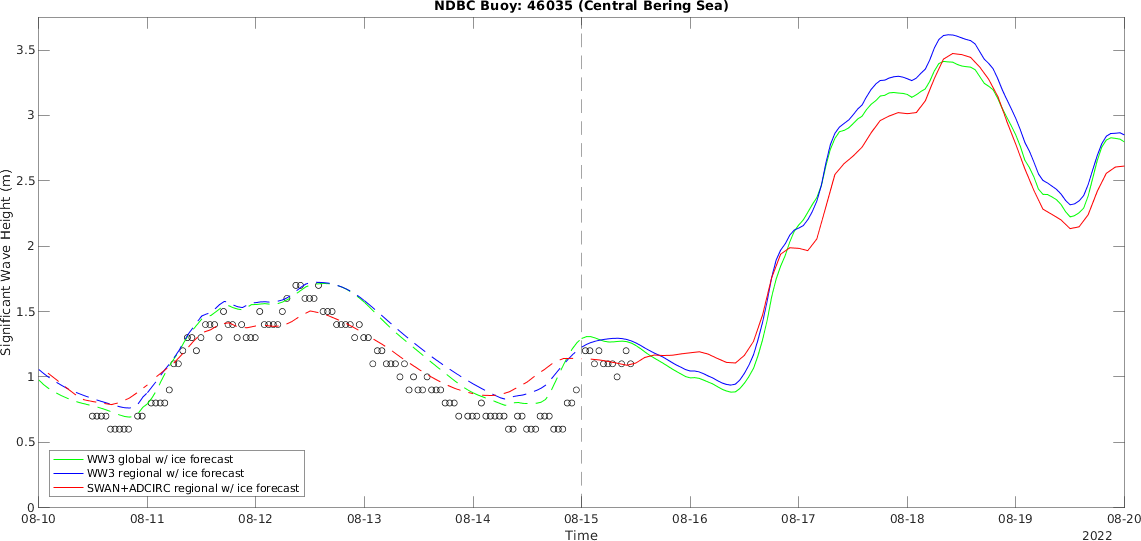 NDBC Buoy: 46035 (Central Bering Sea)
Significant Wave Height (m)
3.5
3
2.5
2
1.5
1
0.5
0
WW3 global w/ ice forecast
WW3 regional w/ ice forecast
SWAN+ADCIRC regional w/ ice forecast
08-10 08-11 08-12 08-13 08-14 08-15 08-16 08-17 08-18 08-19 08-20
Time
2022